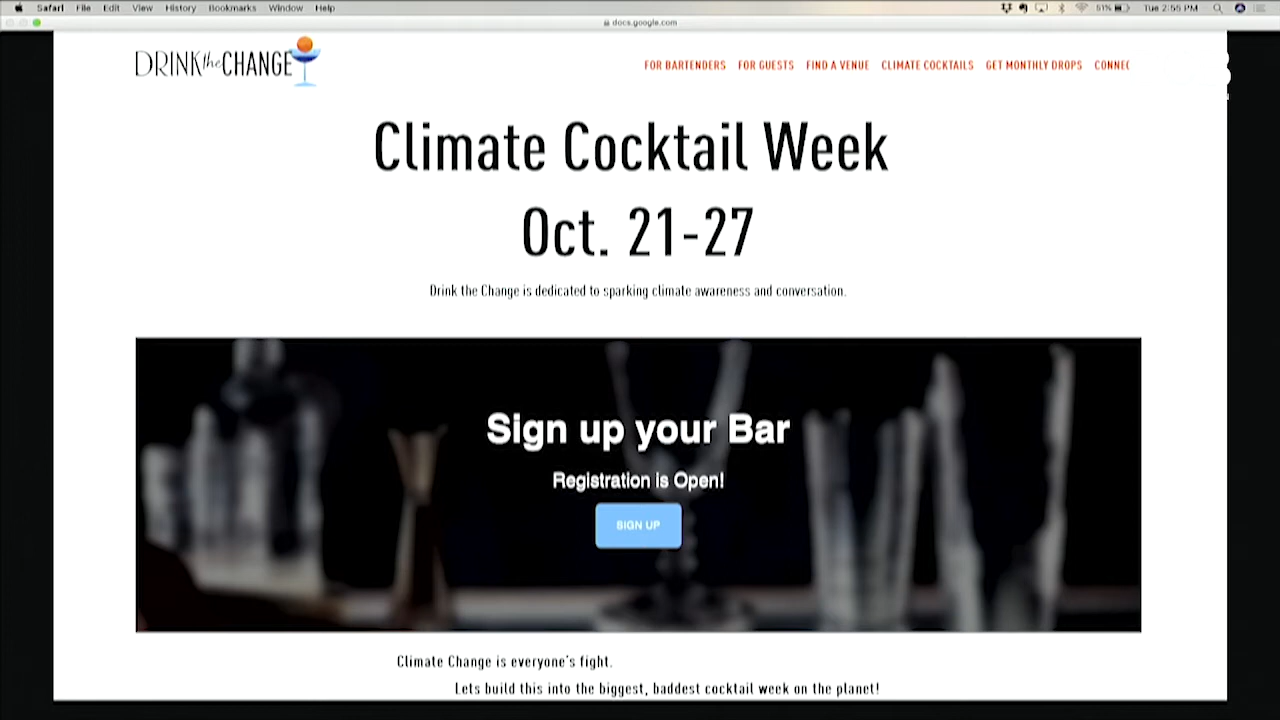 Safari File Edit View History Bookmarks Window Help 51% Tue 2:55 PM
docs.google.com
DRINK the CHANGE
FOR BARTENDERS FOR GUESTS FIND A VENUE CLIMATE COCKTAILS GET MONTHLY DROPS CONNEC
Climate Cocktail Week
Oct. 21-27
Drink the Change is dedicated to sparking climate awareness and conversation.
Sign up your Bar
Registration is Open!
SIGN UP
Climate Change is everyone's fight.
Lets build this into the biggest, baddest cocktail week on the planet!